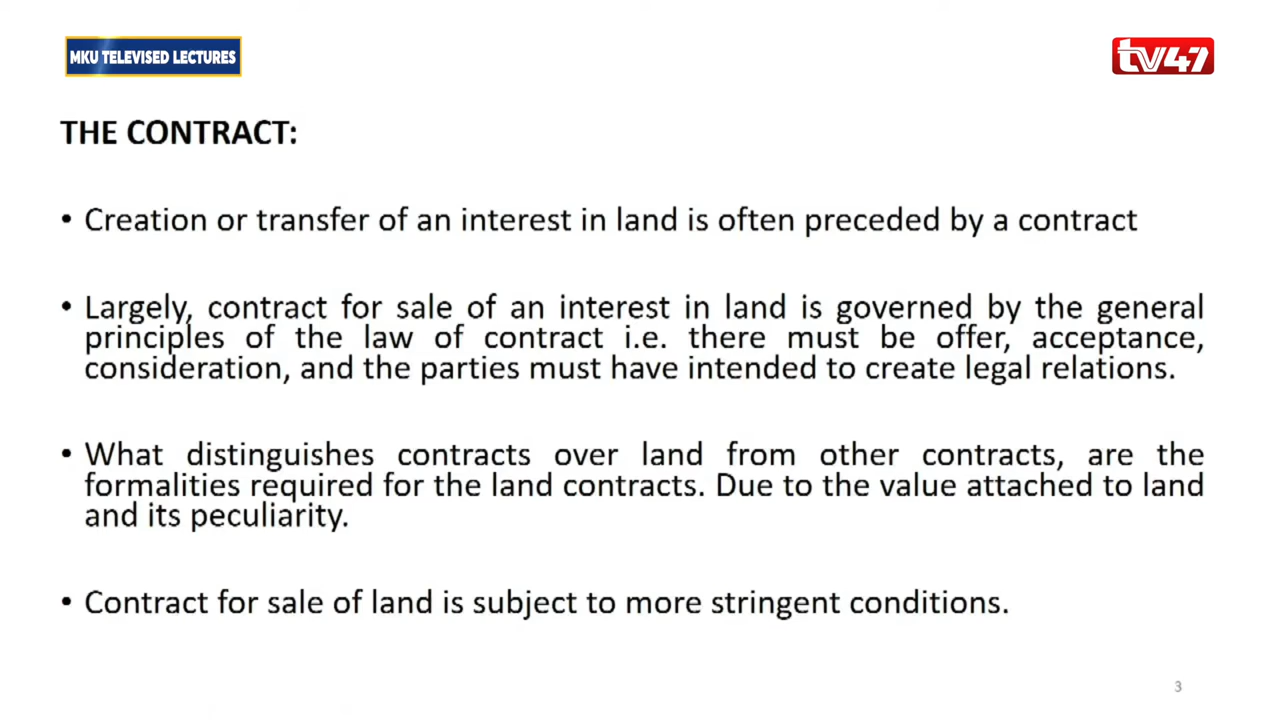 MKU TELEVISED LECTURES
tv47
THE CONTRACT:
• Creation or transfer of an interest in land is often preceded by a contract
• Largely, contract for sale of an interest in land is governed by the general
principles of the law of contract i.e. there must be offer, acceptance,
consideration, and the parties must have intended to create legal relations.
• What distinguishes contracts over land from other contracts, are the
formalities required for the land contracts. Due to the value attached to land
and its peculiarity.
• Contract for sale of land is subject to more stringent conditions.
3